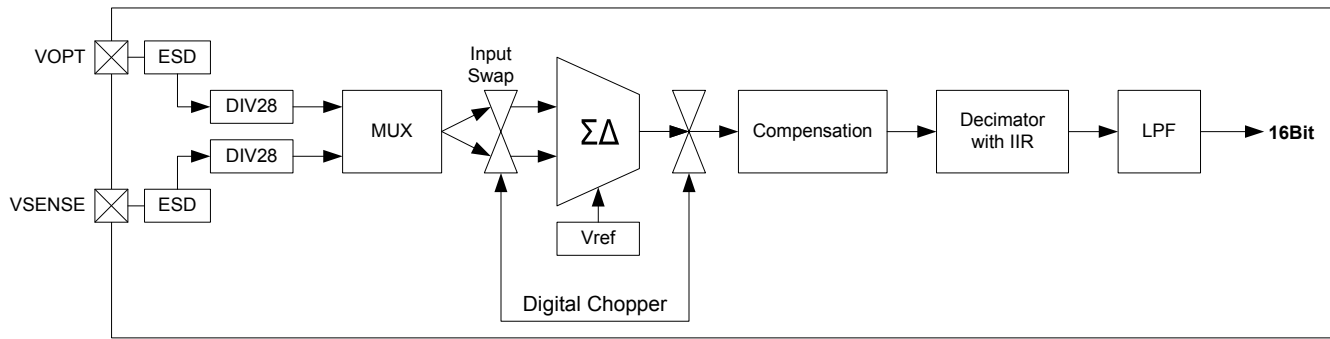 VOPT
ESD
DIV28
DIV28
VSENSE
ESD
MUX
Input
Swap
ΣΔ
Vref
Digital Chopper
Compensation
Decimator
with IIR
LPF
16Bit